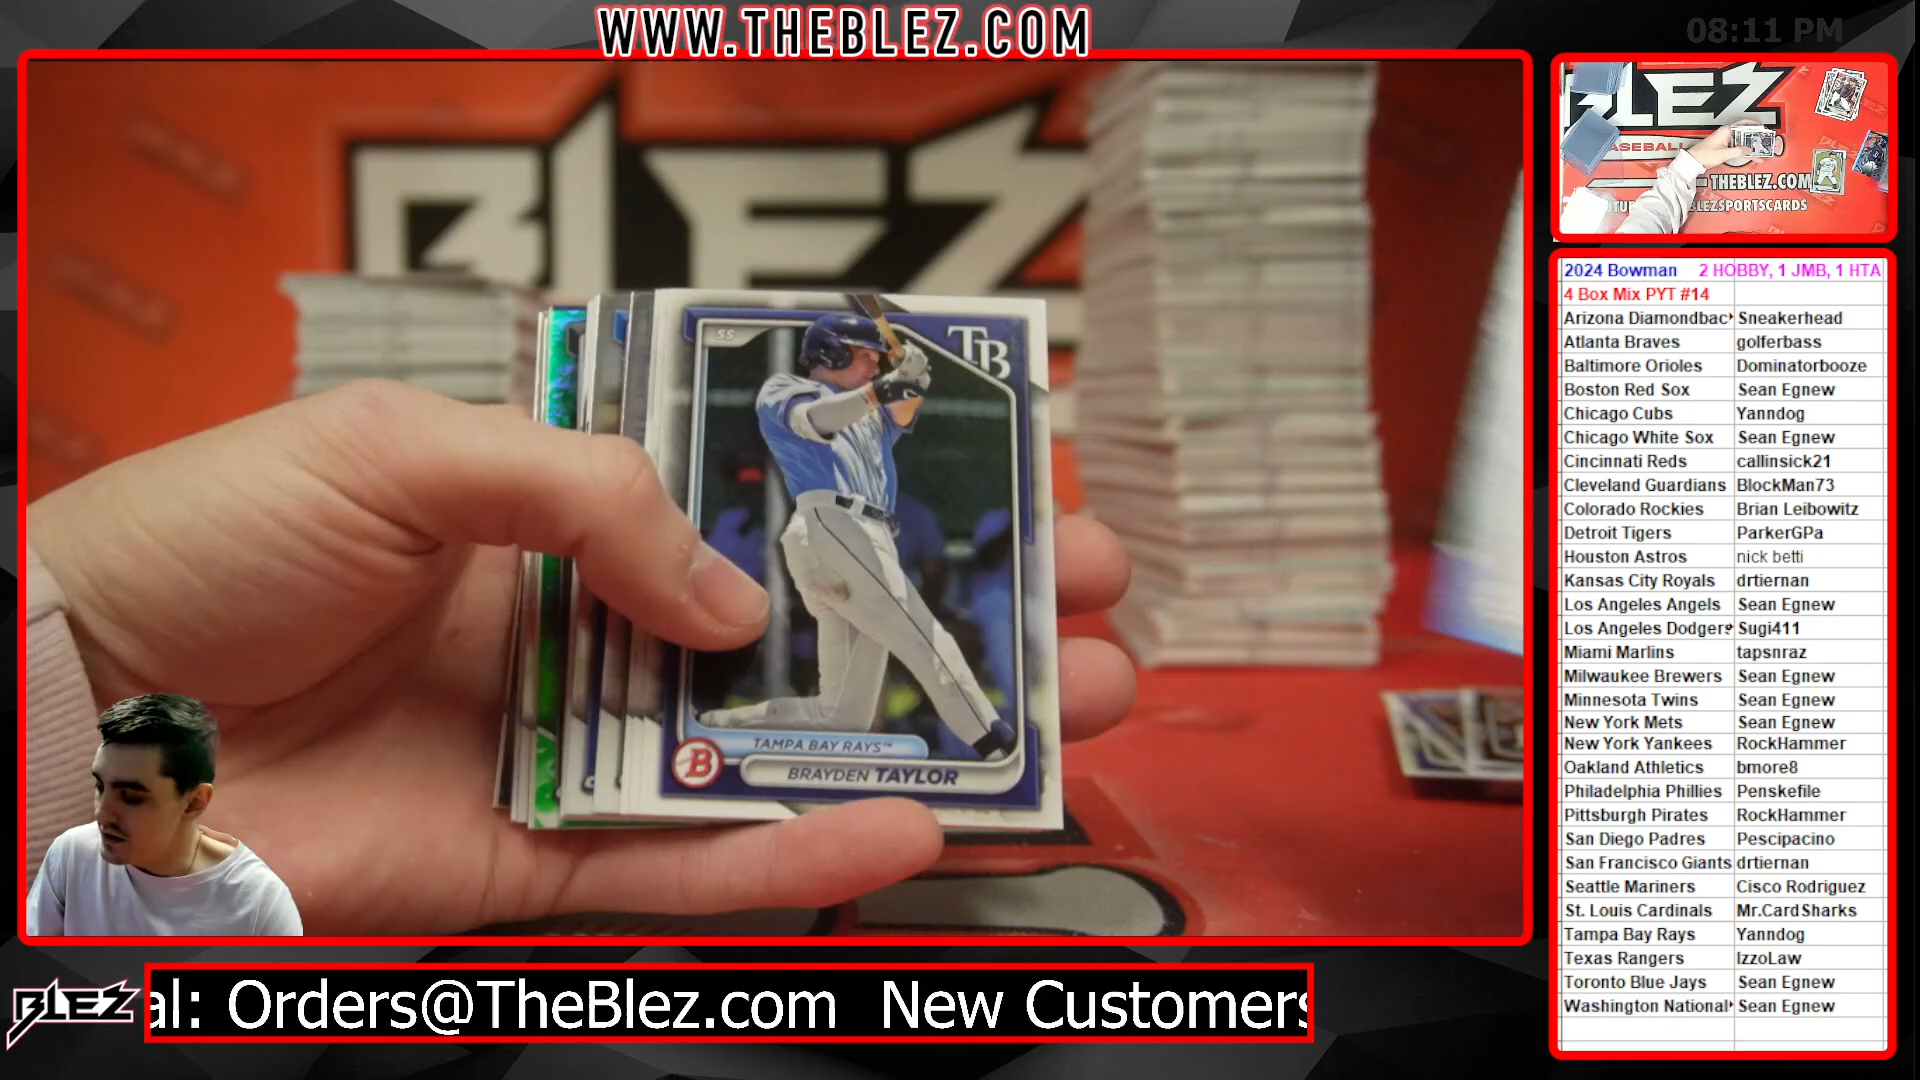 WWW.THEBLEZ.COM
08:11 PM
BLEZ
SS
TB
TAMPA BAY RAYS™
B
BRAYDEN TAYLOR
BLEZ
BASEBALL
THEBLEZ.COM
BLEZSPORTSCARDS
2024 Bowman 2 HOBBY, 1 JMB, 1 HTA
4 Box Mix PYT #14
Arizona Diamondbac Sneakerhead
Atlanta Braves golferbass
Baltimore Orioles Dominatorbooze
Boston Red Sox Sean Egnew
Chicago Cubs Yanndog
Chicago White Sox Sean Egnew
Cincinnati Reds callinsick21
Cleveland Guardians BlockMan73
Colorado Rockies Brian Leibowitz
Detroit Tigers ParkerGPa
Houston Astros nick betti
Kansas City Royals drtiernan
Los Angeles Angels Sean Egnew
Los Angeles Dodgers Sugi411
Miami Marlins tapsnraz
Milwaukee Brewers Sean Egnew
Minnesota Twins Sean Egnew
New York Mets Sean Egnew
New York Yankees RockHammer
Oakland Athletics bmore8
Philadelphia Phillies Penskefile
Pittsburgh Pirates RockHammer
San Diego Padres Pescipacino
San Francisco Giants drtiernan
Seattle Mariners Cisco Rodriguez
St. Louis Cardinals Mr.CardSharks
Tampa Bay Rays Yanndog
Texas Rangers IzzoLaw
Toronto Blue Jays Sean Egnew
Washington National Sean Egnew
BLEZ
al: Orders@TheBlez.com New Customers